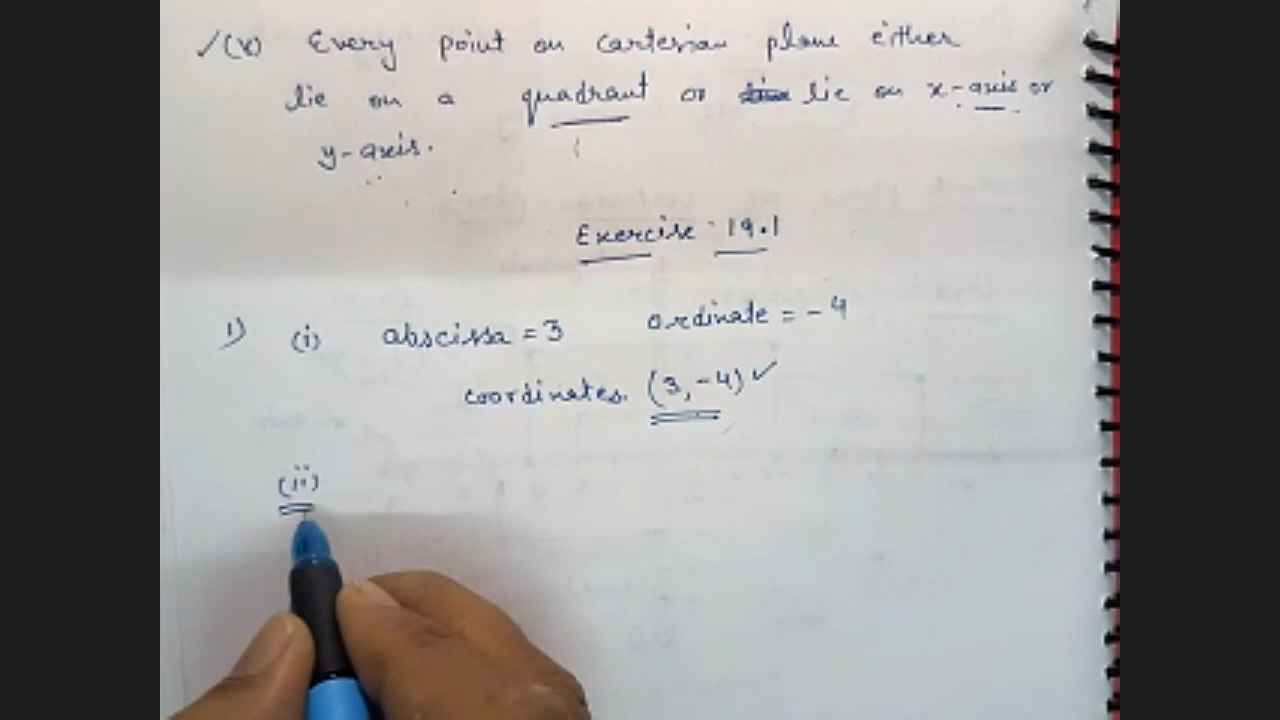 (v) Every point on cartesian plane either
lie on a quadrant or lie on x-axis or
y-axis.
Exercise 19.1
1) (i) abscissa = 3 ordinate = -4
coordinates. (3, -4) ✓
(ii)